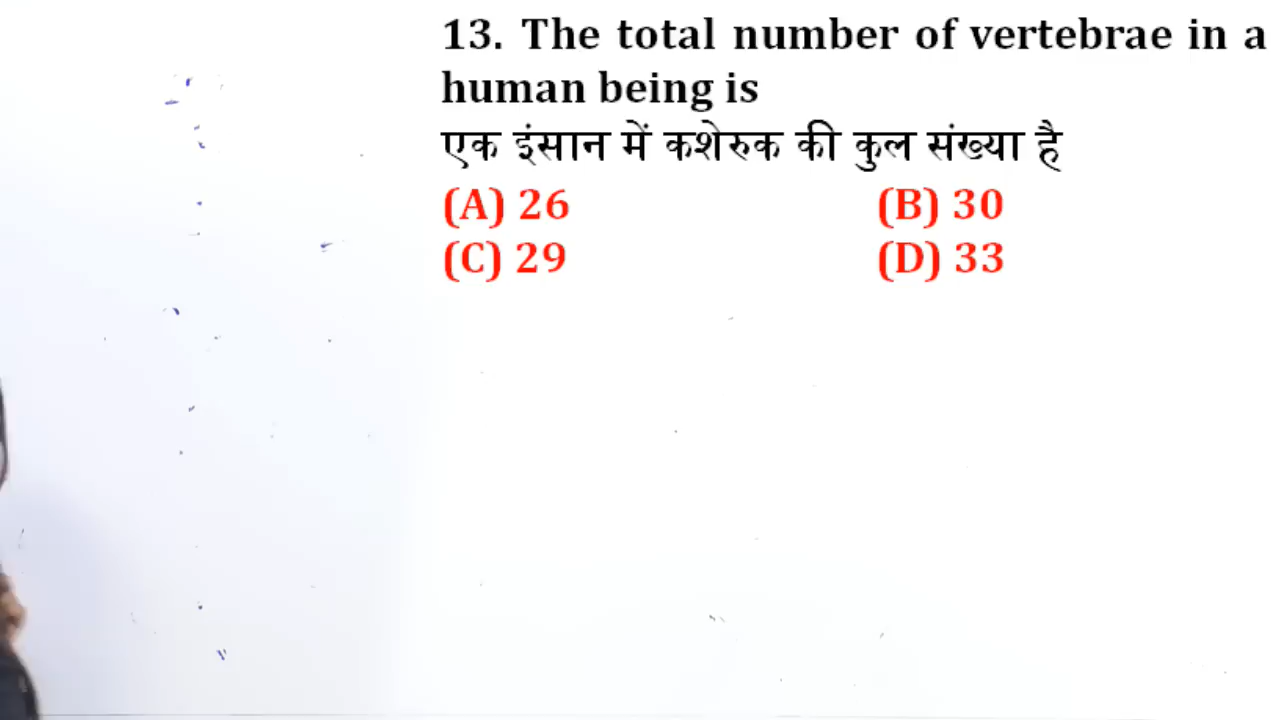 13. The total number of vertebrae in a
human being is
एक इंसान में कशेरुक की कुल संख्या है
(A) 26 (B) 30
(C) 29 (D) 33